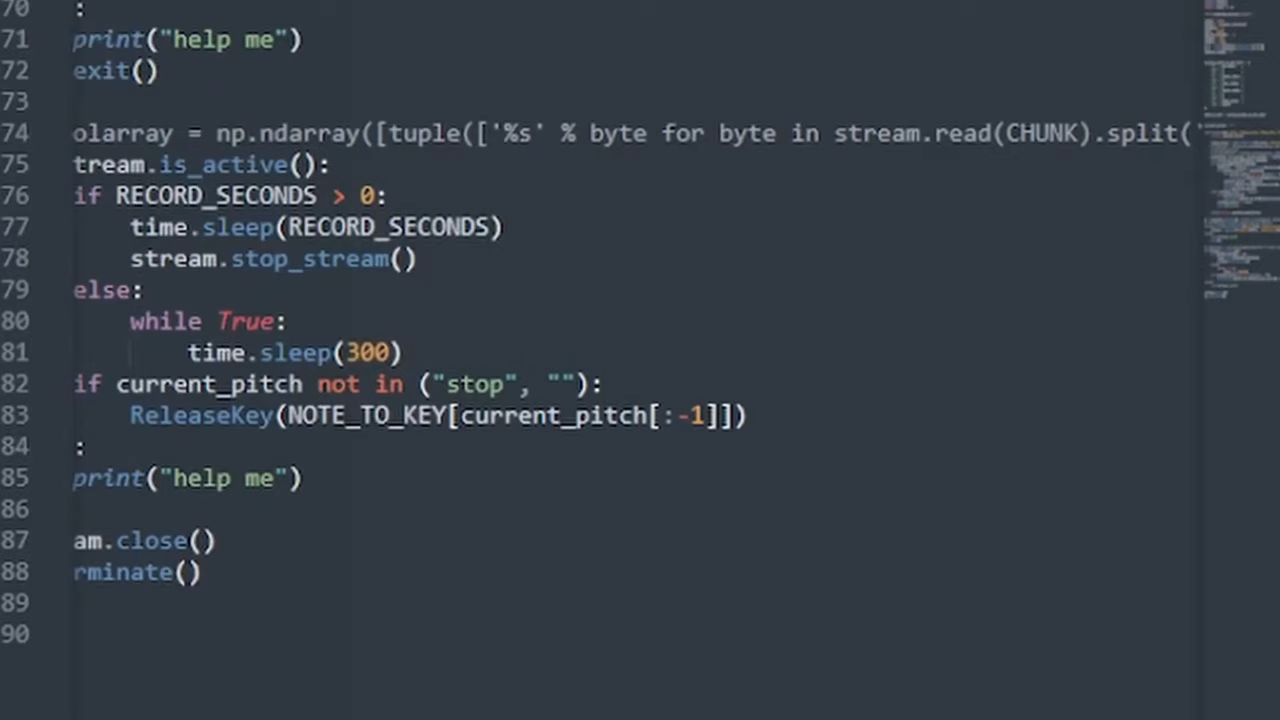 70 :
71 print("help me")
72 exit()
73
74 olarray = np.ndarray([tuple(['%s' % byte for byte in stream.read(CHUNK).split('
75 tream.is_active():
76 if RECORD_SECONDS > 0:
77 time.sleep(RECORD_SECONDS)
78 stream.stop_stream()
79 else:
80 while True:
81 time.sleep(300)
82 if current_pitch not in ("stop", ""):
83 ReleaseKey(NOTE_TO_KEY[current_pitch[:-1]])
84 :
85 print("help me")
86
87 am.close()
88 rminate()
89
90